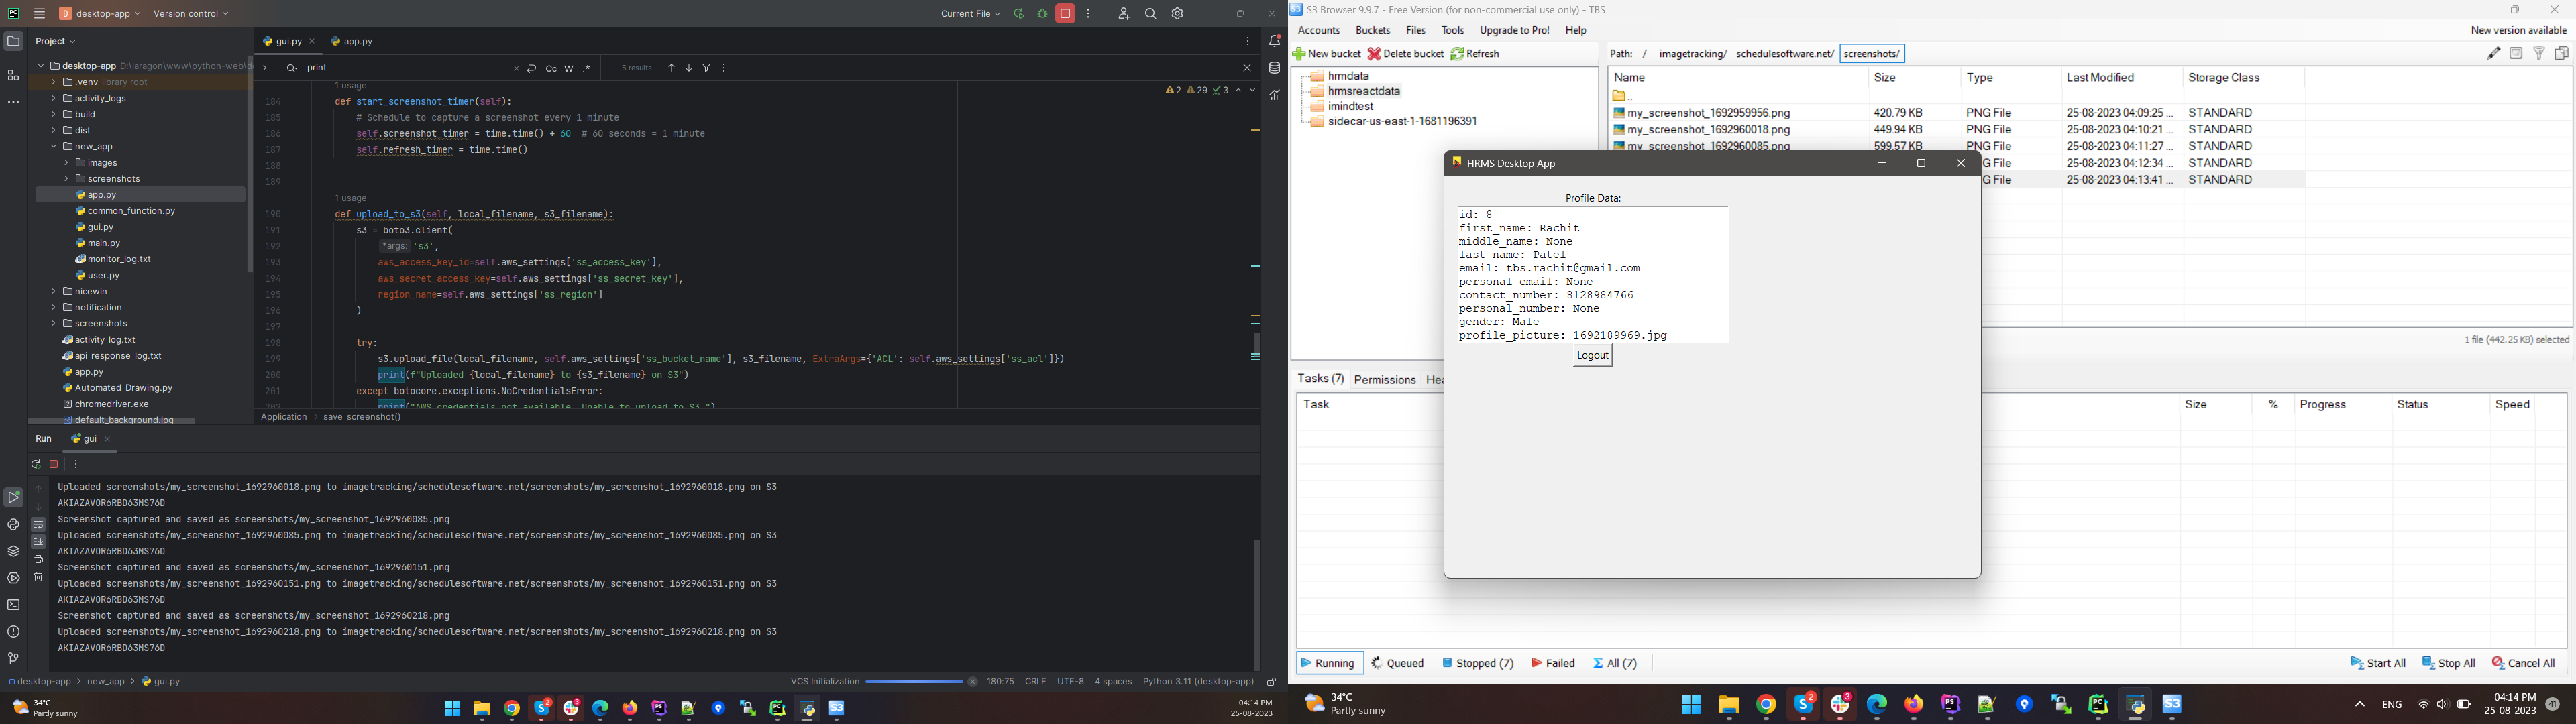 desktop-app
Version control
Current File
Project
gui.py
app.py
print
Cc W .*
5 results
desktop-app D:\laragon\www\python-web\d
.venv library root
activity_logs
build
dist
new_app
images
screenshots
app.py
common_function.py
gui.py
main.py
monitor_log.txt
user.py
nicewin
notification
screenshots
activity_log.txt
api_response_log.txt
app.py
Automated_Drawing.py
chromedriver.exe
default_background.jpg
2 29 3
1 usage
184 def start_screenshot_timer(self):
185 # Schedule to capture a screenshot every 1 minute
186 self.screenshot_timer = time.time() + 60 # 60 seconds = 1 minute
187 self.refresh_timer = time.time()
188
189
1 usage
190 def upload_to_s3(self, local_filename, s3_filename):
191 s3 = boto3.client(
192 *args: 's3',
193 aws_access_key_id=self.aws_settings['ss_access_key'],
194 aws_secret_access_key=self.aws_settings['ss_secret_key'],
195 region_name=self.aws_settings['ss_region']
196 )
197
198 try:
199 s3.upload_file(local_filename, self.aws_settings['ss_bucket_name'], s3_filename, ExtraArgs={'ACL': self.aws_settings['ss_acl']})
200 print(f"Uploaded {local_filename} to {s3_filename} on S3")
201 except botocore.exceptions.NoCredentialsError:
202 print("AWS credentials not available. Unable to upload to S3.")
Application > save_screenshot()
Run
gui
Uploaded screenshots/my_screenshot_1692960018.png to imagetracking/schedulesoftware.net/screenshots/my_screenshot_1692960018.png on S3
AKIAZAVOR6RBD63MS76D
Screenshot captured and saved as screenshots/my_screenshot_1692960085.png
Uploaded screenshots/my_screenshot_1692960085.png to imagetracking/schedulesoftware.net/screenshots/my_screenshot_1692960085.png on S3
AKIAZAVOR6RBD63MS76D
Screenshot captured and saved as screenshots/my_screenshot_1692960151.png
Uploaded screenshots/my_screenshot_1692960151.png to imagetracking/schedulesoftware.net/screenshots/my_screenshot_1692960151.png on S3
AKIAZAVOR6RBD63MS76D
Screenshot captured and saved as screenshots/my_screenshot_1692960218.png
Uploaded screenshots/my_screenshot_1692960218.png to imagetracking/schedulesoftware.net/screenshots/my_screenshot_1692960218.png on S3
AKIAZAVOR6RBD63MS76D
desktop-app > new_app > gui.py
VCS Initialization
180:75 CRLF UTF-8 4 spaces Python 3.11 (desktop-app)
34°C
Partly sunny
04:14 PM
25-08-2023
S3 Browser 9.9.7 - Free Version (for non-commercial use only) - TBS
Accounts Buckets Files Tools Upgrade to Pro! Help
New version available
New bucket Delete bucket Refresh
Path: / imagetracking/ schedulesoftware.net/ screenshots/
hrmdata
hrmsreactdata
imindtest
sidecar-us-east-1-1681196391
Name Size Type Last Modified Storage Class
..
my_screenshot_1692959956.png 420.79 KB PNG File 25-08-2023 04:09:25 ... STANDARD
my_screenshot_1692960018.png 449.94 KB PNG File 25-08-2023 04:10:21 ... STANDARD
my_screenshot_1692960085.png 599.57 KB PNG File 25-08-2023 04:11:27 ... STANDARD
G File 25-08-2023 04:12:34 ... STANDARD
G File 25-08-2023 04:13:41 ... STANDARD
1 file (442.25 KB) selected
HRMS Desktop App
Profile Data:
id: 8
first_name: Rachit
middle_name: None
last_name: Patel
email: tbs.rachit@gmail.com
personal_email: None
contact_number: 8128984766
personal_number: None
gender: Male
profile_picture: 1692189969.jpg
Logout
Tasks (7) Permissions Hea
Task Size % Progress Status Speed
Running Queued Stopped (7) Failed All (7)
Start All Stop All Cancel All
34°C
Partly sunny
ENG
04:14 PM
25-08-2023
41